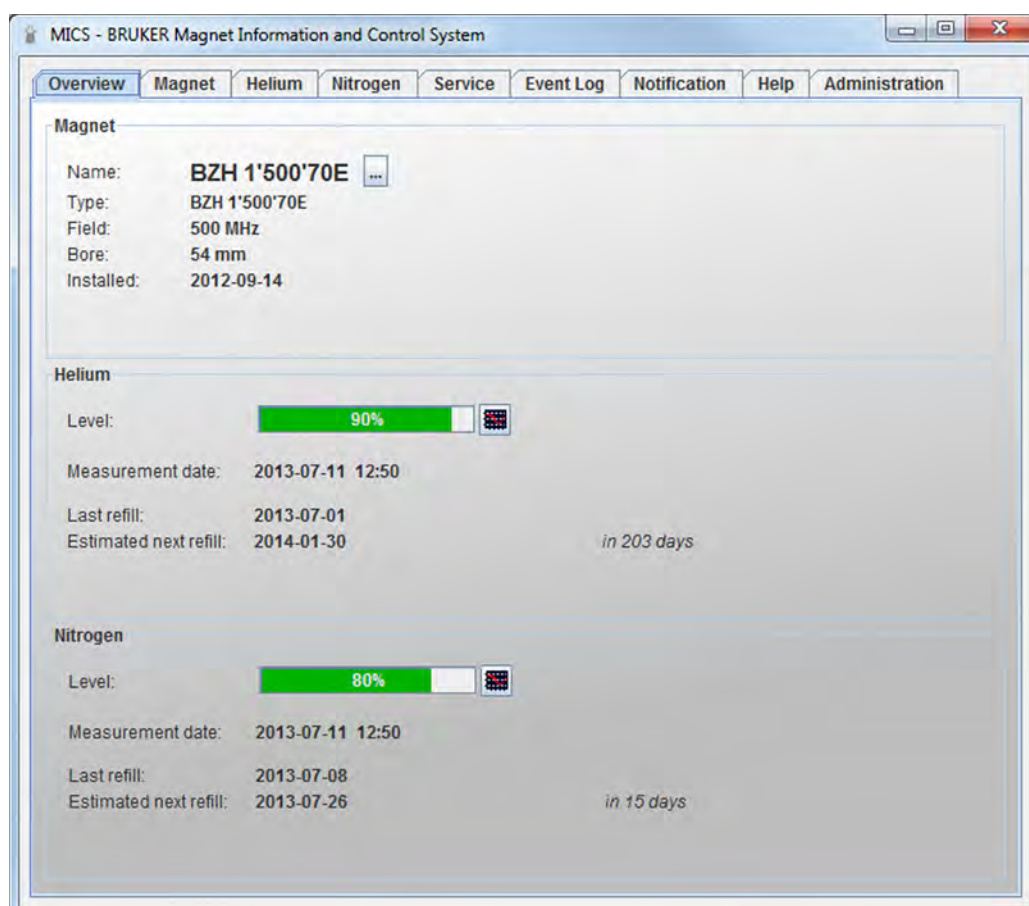 MICS - BRUKER Magnet Information and Control System
Overview Magnet Helium Nitrogen Service Event Log Notification Help Administration
Magnet
Name: BZH 1'500'70E ...
Type: BZH 1'500'70E
Field: 500 MHz
Bore: 54 mm
Installed: 2012-09-14
Helium
Level: 90%
Measurement date: 2013-07-11 12:50
Last refill: 2013-07-01
Estimated next refill: 2014-01-30 in 203 days
Nitrogen
Level: 80%
Measurement date: 2013-07-11 12:50
Last refill: 2013-07-08
Estimated next refill: 2013-07-26 in 15 days